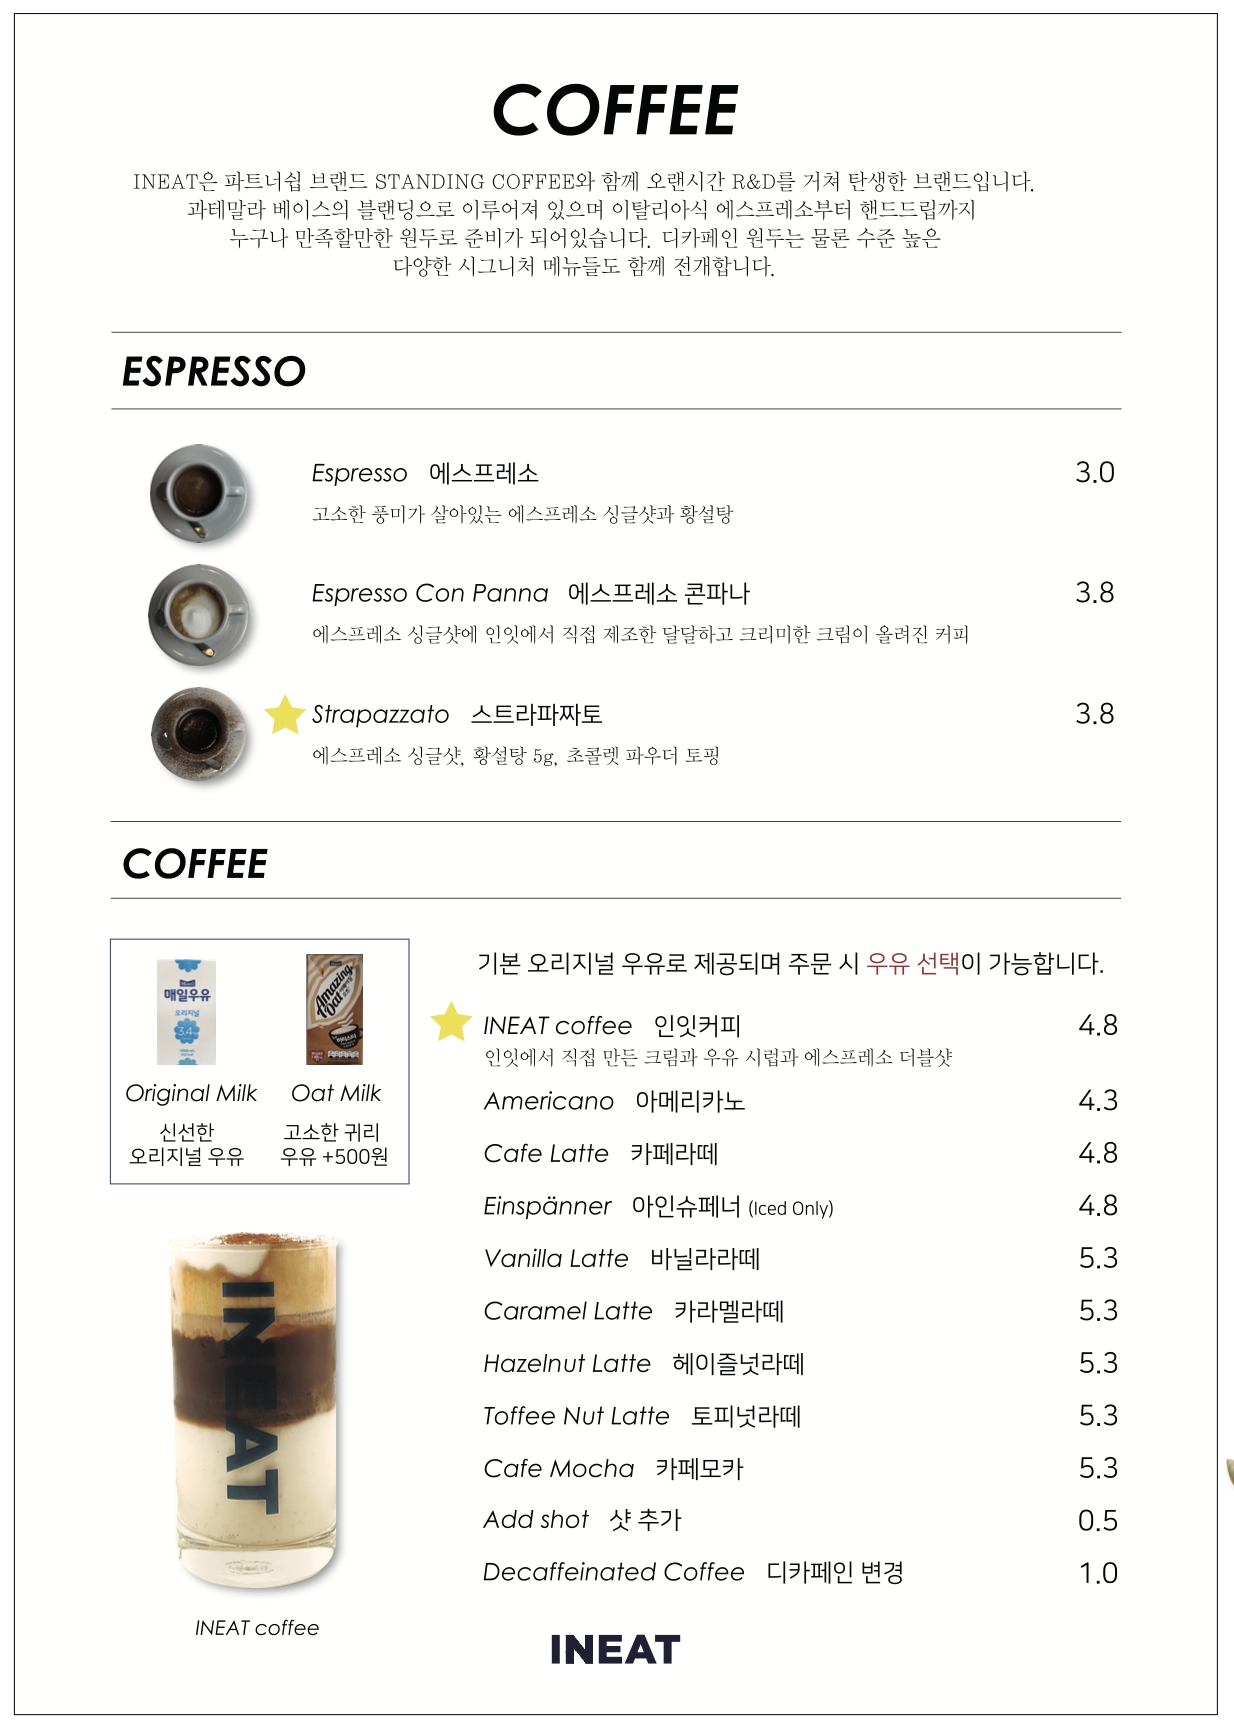 COFFEE
INEAT은 파트너쉽 브랜드 STANDING COFFEE와 함께 오랜시간 R&D를 거쳐 탄생한 브랜드입니다.
과테말라 베이스의 블랜딩으로 이루어져 있으며 이탈리아식 에스프레소부터 핸드드립까지
누구나 만족할만한 원두로 준비가 되어있습니다. 디카페인 원두는 물론 수준 높은
다양한 시그니처 메뉴들도 함께 전개합니다.
ESPRESSO
Espresso 에스프레소 3.0
고소한 풍미가 살아있는 에스프레소 싱글샷과 황설탕
Espresso Con Panna 에스프레소 콘파나 3.8
에스프레소 싱글샷에 인잇에서 직접 제조한 달달하고 크리미한 크림이 올려진 커피
Strapazzato 스트라파짜토 3.8
에스프레소 싱글샷, 황설탕 5g, 초콜렛 파우더 토핑
COFFEE
매일우유
오리지널
3.4
Amazing
Oat
바리스타
Original Milk
신선한
오리지널 우유
Oat Milk
고소한 귀리
우유 +500원
기본 오리지널 우유로 제공되며 주문 시 우유 선택이 가능합니다.
INEAT coffee 인잇커피 4.8
인잇에서 직접 만든 크림과 우유 시럽과 에스프레소 더블샷
Americano 아메리카노 4.3
Cafe Latte 카페라떼 4.8
Einspänner 아인슈페너 (Iced Only) 4.8
Vanilla Latte 바닐라라떼 5.3
Caramel Latte 카라멜라떼 5.3
Hazelnut Latte 헤이즐넛라떼 5.3
Toffee Nut Latte 토피넛라떼 5.3
Cafe Mocha 카페모카 5.3
Add shot 샷 추가 0.5
Decaffeinated Coffee 디카페인 변경 1.0
INEAT
INEAT coffee
INEAT